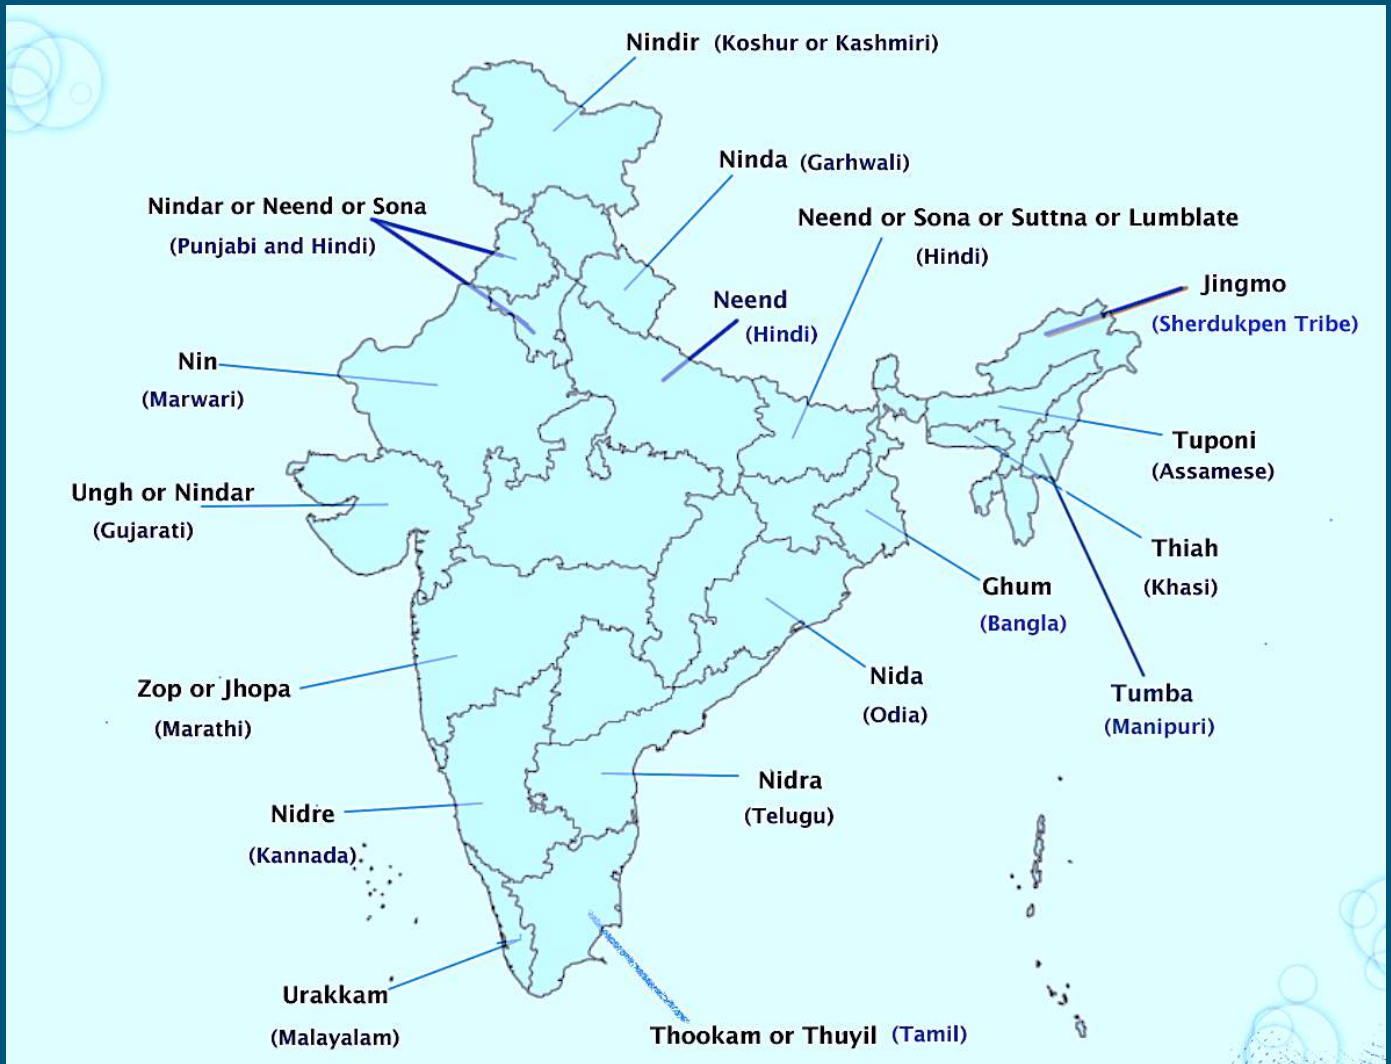 Nindir (Koshur or Kashmiri)
Ninda (Garhwali)
Nindar or Neend or Sona
(Punjabi and Hindi)
Neend or Sona or Suttna or Lumblate
(Hindi)
Jingmo
(Sherdukpen Tribe)
Neend
(Hindi)
Nin
(Marwari)
Tuponi
(Assamese)
Ungh or Nindar
(Gujarati)
Thiah
(Khasi)
Ghum
(Bangla)
Nida
(Odia)
Tumba
(Manipuri)
Zop or Jhopa
(Marathi)
Nidra
(Telugu)
Nidre
(Kannada)
Urakkam
(Malayalam)
Thookam or Thuyil (Tamil)